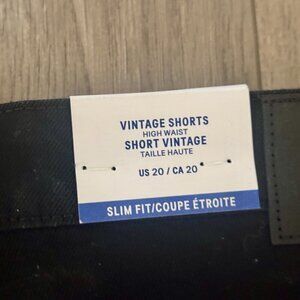 VINTAGE SHORTS
HIGH WAIST
SHORT VINTAGE
TAILLE HAUTE
US 20 / CA 20
SLIM FIT/COUPE ÉTROITE